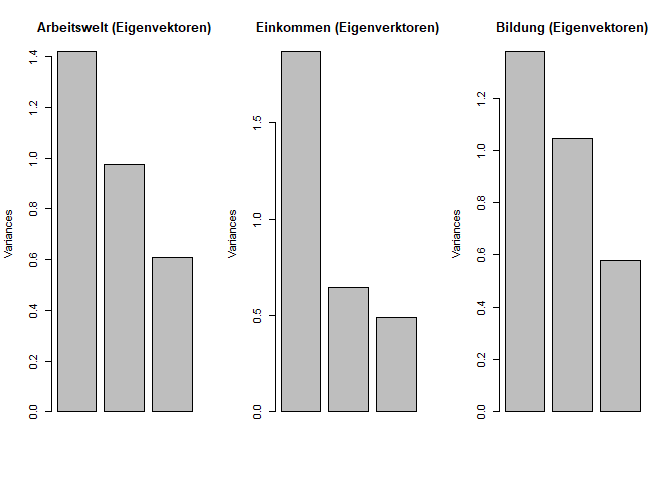 Arbeitswelt (Eigenvektoren)
Variances
0.0 0.2 0.4 0.6 0.8 1.0 1.2 1.4
Einkommen (Eigenverktoren)
Variances
0.0 0.5 1.0 1.5
Bildung (Eigenvektoren)
Variances
0.0 0.2 0.4 0.6 0.8 1.0 1.2